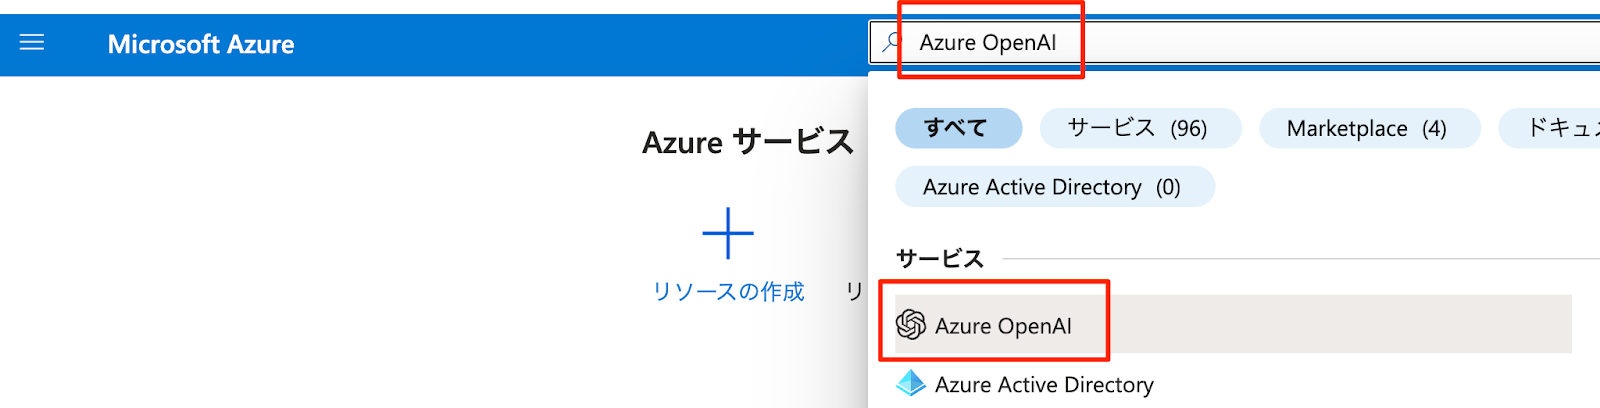 Microsoft Azure
Azure OpenAI
すべて
サービス (96)
Marketplace (4)
ドキュ
Azure Active Directory (0)
Azure サービス
リソースの作成
リ
サービス
Azure OpenAI
Azure Active Directory